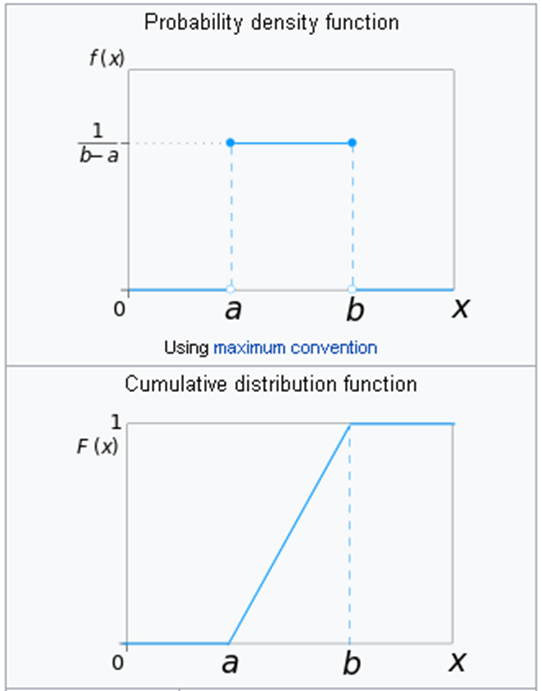 Probability density function
f(x)
1
b–a
0
a
b
x
Using maximum convention
Cumulative distribution function
1
F(x)
0
a
b
x